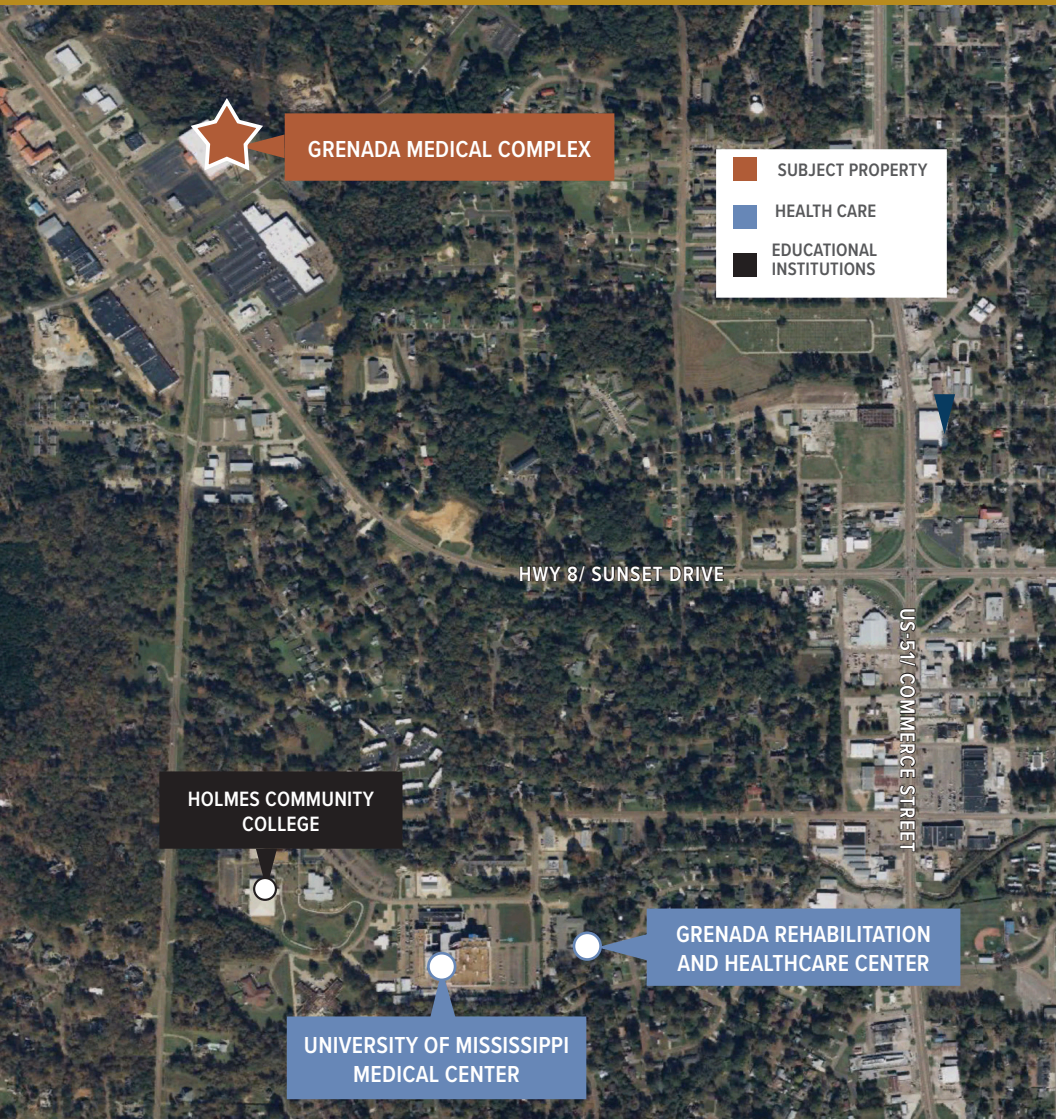 GRENADA MEDICAL COMPLEX
SUBJECT PROPERTY
HEALTH CARE
EDUCATIONAL
INSTITUTIONS
HWY 8/ SUNSET DRIVE
US-51/ COMMERCE STREET
HOLMES COMMUNITY
COLLEGE
GRENADA REHABILITATION
AND HEALTHCARE CENTER
UNIVERSITY OF MISSISSIPPI
MEDICAL CENTER